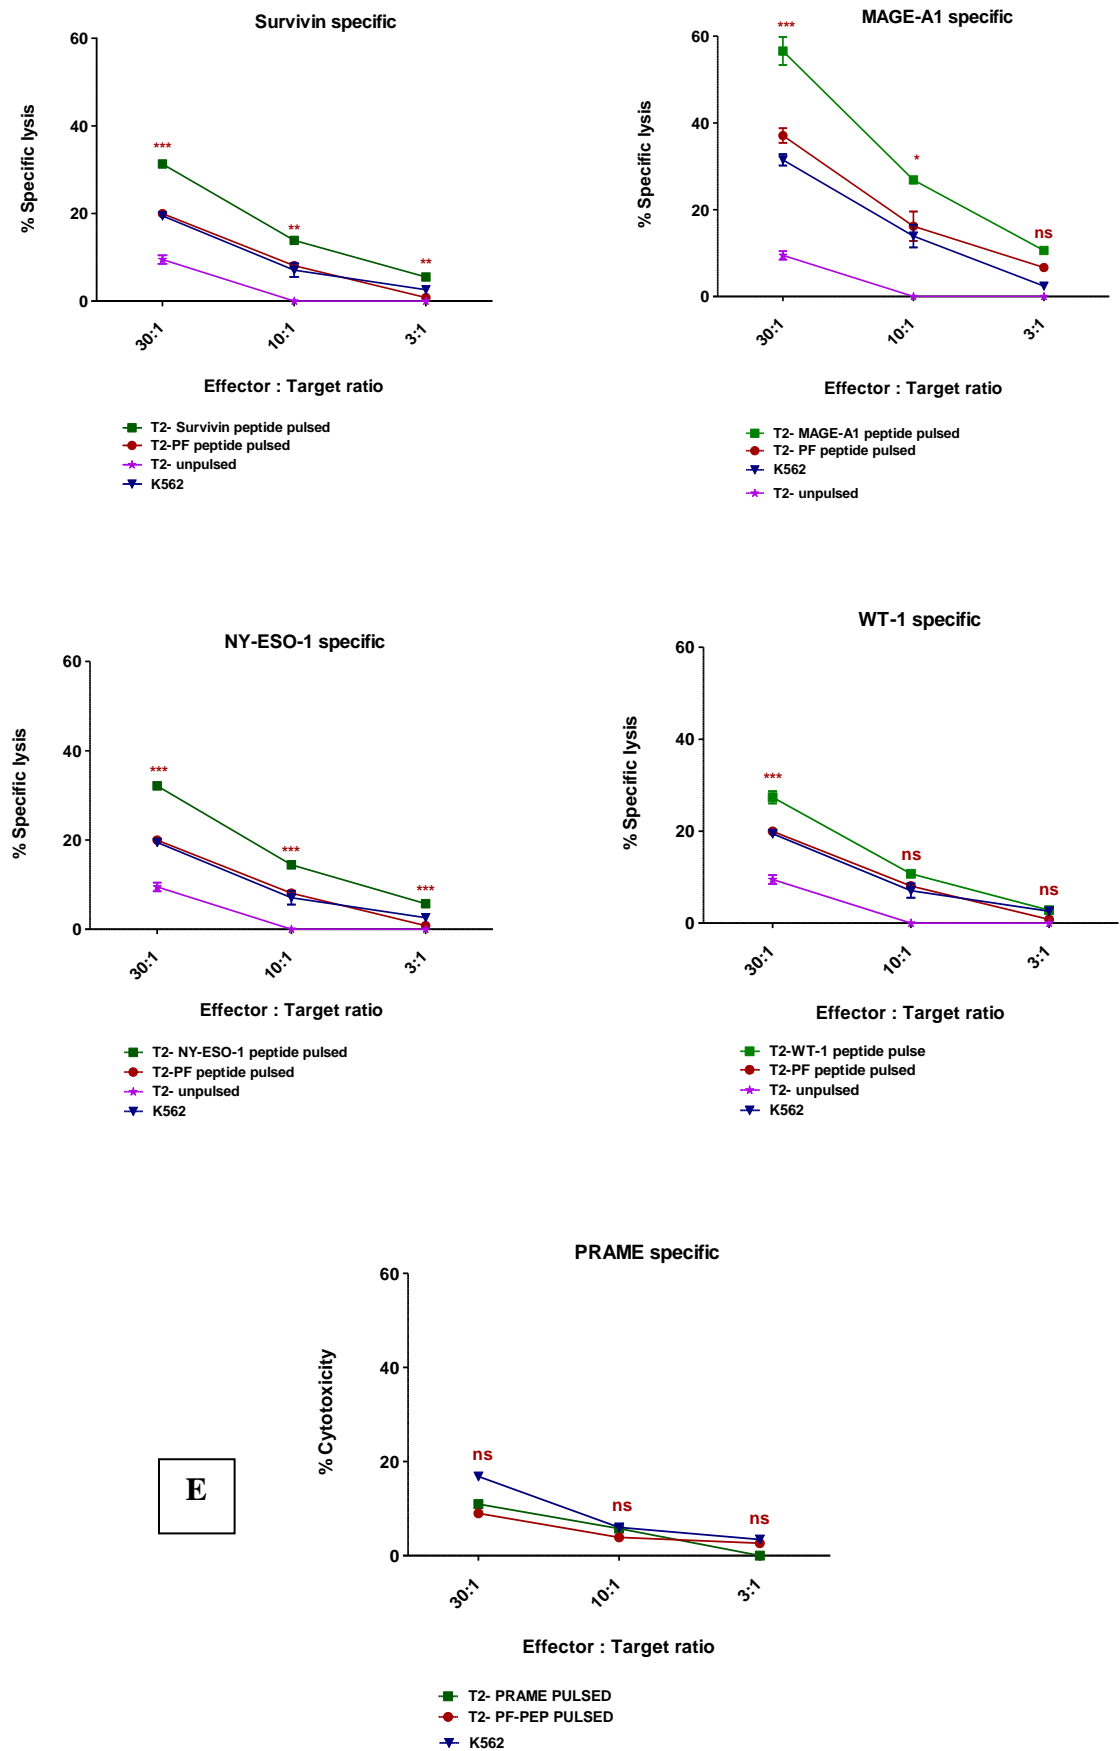 Survivin specific
60
40
20
0
% Specific lysis
***
**
**
30:1
10:1
3:1
Effector : Target ratio
T2- Survivin peptide pulsed
T2-PF peptide pulsed
T2- unpulsed
K562
MAGE-A1 specific
60
40
20
0
% Specific lysis
***
*
ns
30:1
10:1
3:1
Effector : Target ratio
T2- MAGE-A1 peptide pulsed
T2- PF peptide pulsed
K562
T2- unpulsed
NY-ESO-1 specific
60
40
20
0
% Specific lysis
***
***
***
30:1
10:1
3:1
Effector : Target ratio
T2- NY-ESO-1 peptide pulsed
T2-PF peptide pulsed
T2- unpulsed
K562
WT-1 specific
60
40
20
0
% Specific lysis
***
ns
ns
30:1
10:1
3:1
Effector : Target ratio
T2-WT-1 peptide pulse
T2-PF peptide pulsed
T2- unpulsed
K562
E
PRAME specific
60
40
20
0
% Cytotoxicity
ns
ns
ns
30:1
10:1
3:1
Effector : Target ratio
T2- PRAME PULSED
T2- PF-PEP PULSED
K562